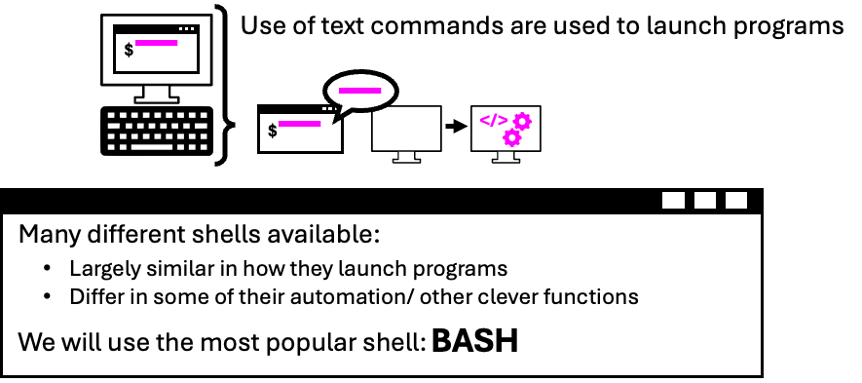 Use of text commands are used to launch programs
$
$
</>
Many different shells available:
• Largely similar in how they launch programs
• Differ in some of their automation/ other clever functions
We will use the most popular shell: BASH